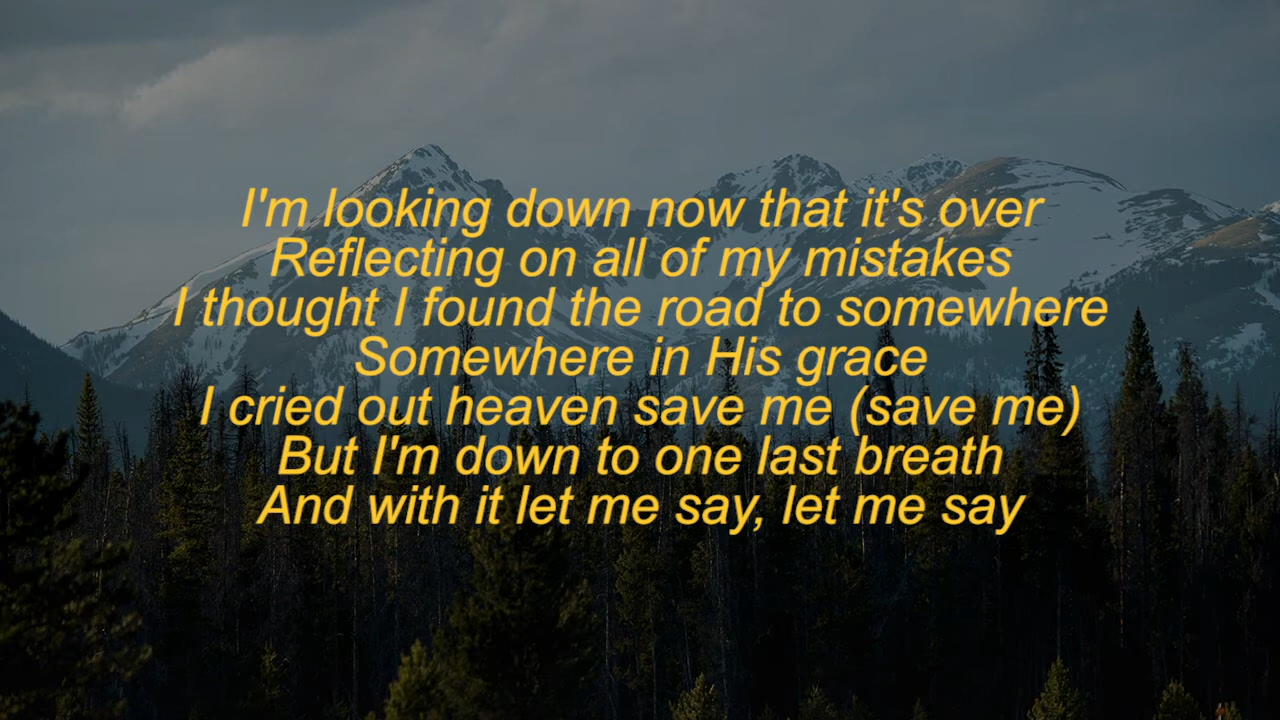 I'm looking down now that it's over
Reflecting on all of my mistakes
I thought I found the road to somewhere
Somewhere in His grace
I cried out heaven save me (save me)
But I'm down to one last breath
And with it let me say, let me say